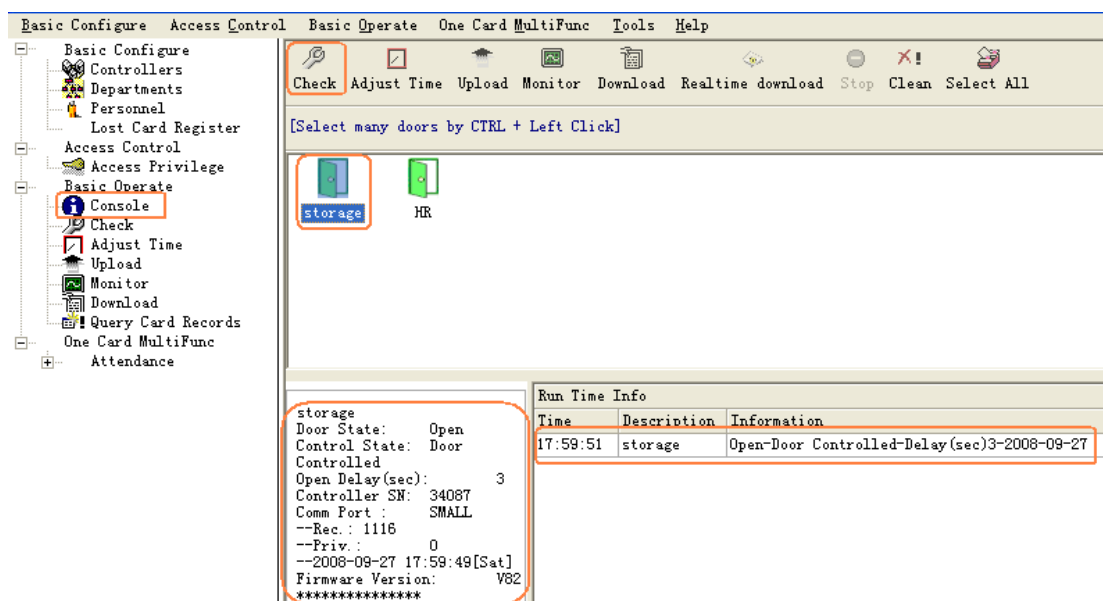 Basic Configure Access Control Basic Operate One Card MultiFunc Tools Help
Basic Configure
Controllers
Departments
Personnel
Lost Card Register
Access Control
Access Privilege
Basic Operate
Console
Check
Adjust Time
Upload
Monitor
Download
Query Card Records
One Card MultiFunc
Attendance
Check Adjust Time Upload Monitor Download Realtime download Stop Clean Select All
[Select many doors by CTRL + Left Click]
storage HR
storage
Door State: Open
Control State: Door
Controlled
Open Delay(sec): 3
Controller SN: 34087
Comm Port : SMALL
--Rec.: 1116
--Priv.: 0
--2008-09-27 17:59:49[Sat]
Firmware Version: V82
***************
Run Time Info
Time Description Information
17:59:51 storage Open-Door Controlled-Delay(sec)3-2008-09-27